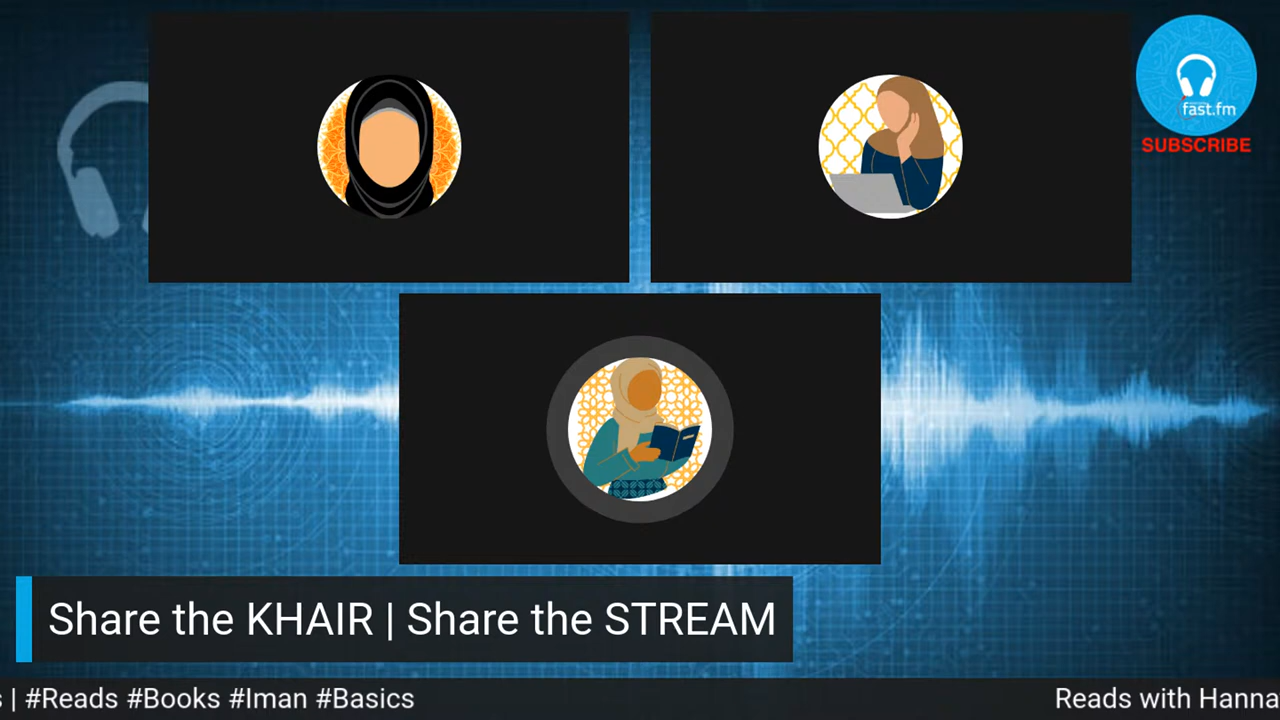 fast.fm
SUBSCRIBE
Share the KHAIR | Share the STREAM
| #Reads #Books #Iman #Basics
Reads with Hanna